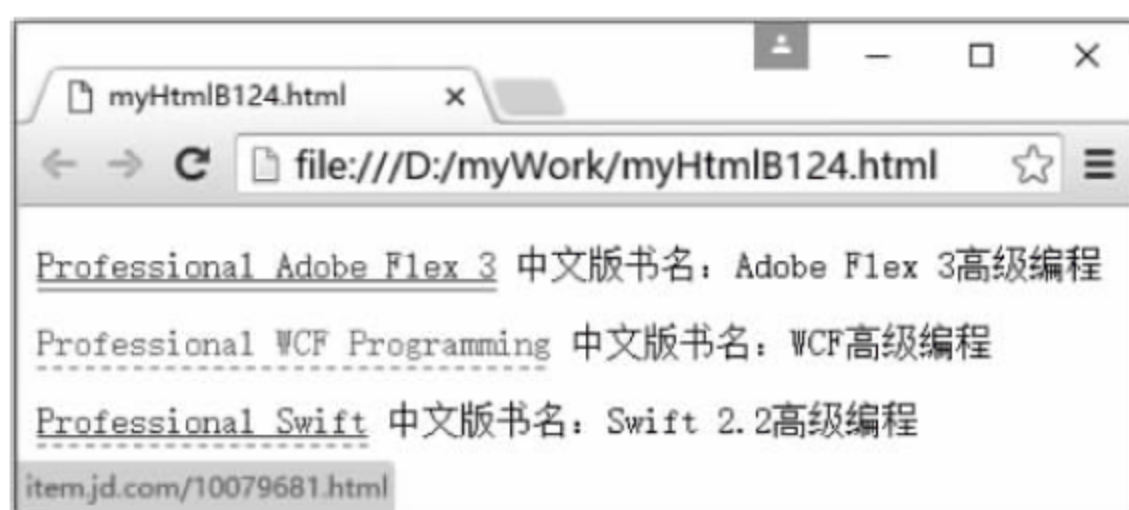 myHtmlB124.html
file:///D:/myWork/myHtmlB124.html
Professional Adobe Flex 3 中文版书名：Adobe Flex 3高级编程
Professional WCF Programming 中文版书名：WCF高级编程
Professional Swift 中文版书名：Swift 2.2高级编程
item.jd.com/10079681.html